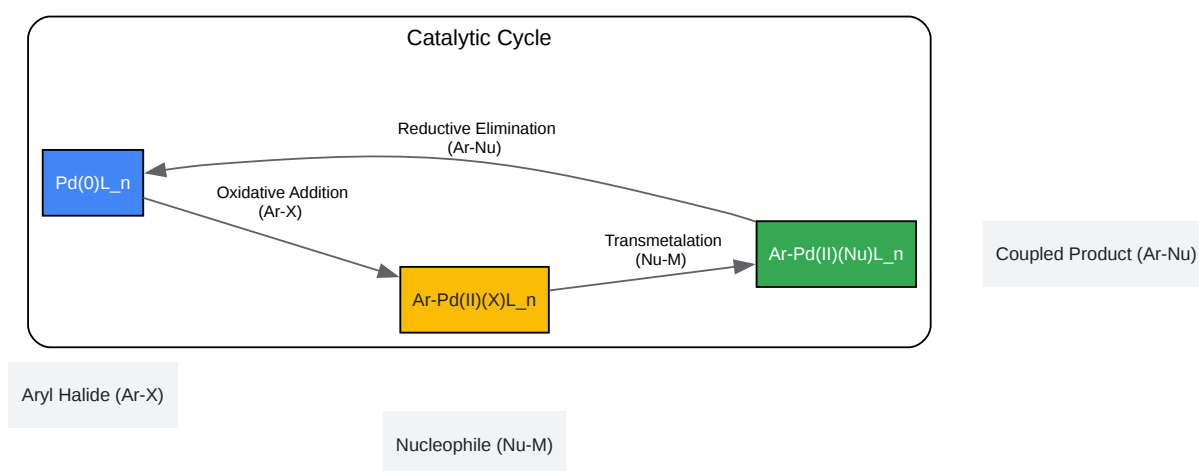 Catalytic Cycle
Reductive Elimination
(Ar-Nu)
Pd(0)L_n
Oxidative Addition
(Ar-X)
Transmetalation
(Nu-M)
Ar-Pd(II)(Nu)L_n
Coupled Product (Ar-Nu)
Ar-Pd(II)(X)L_n
Aryl Halide (Ar-X)
Nucleophile (Nu-M)